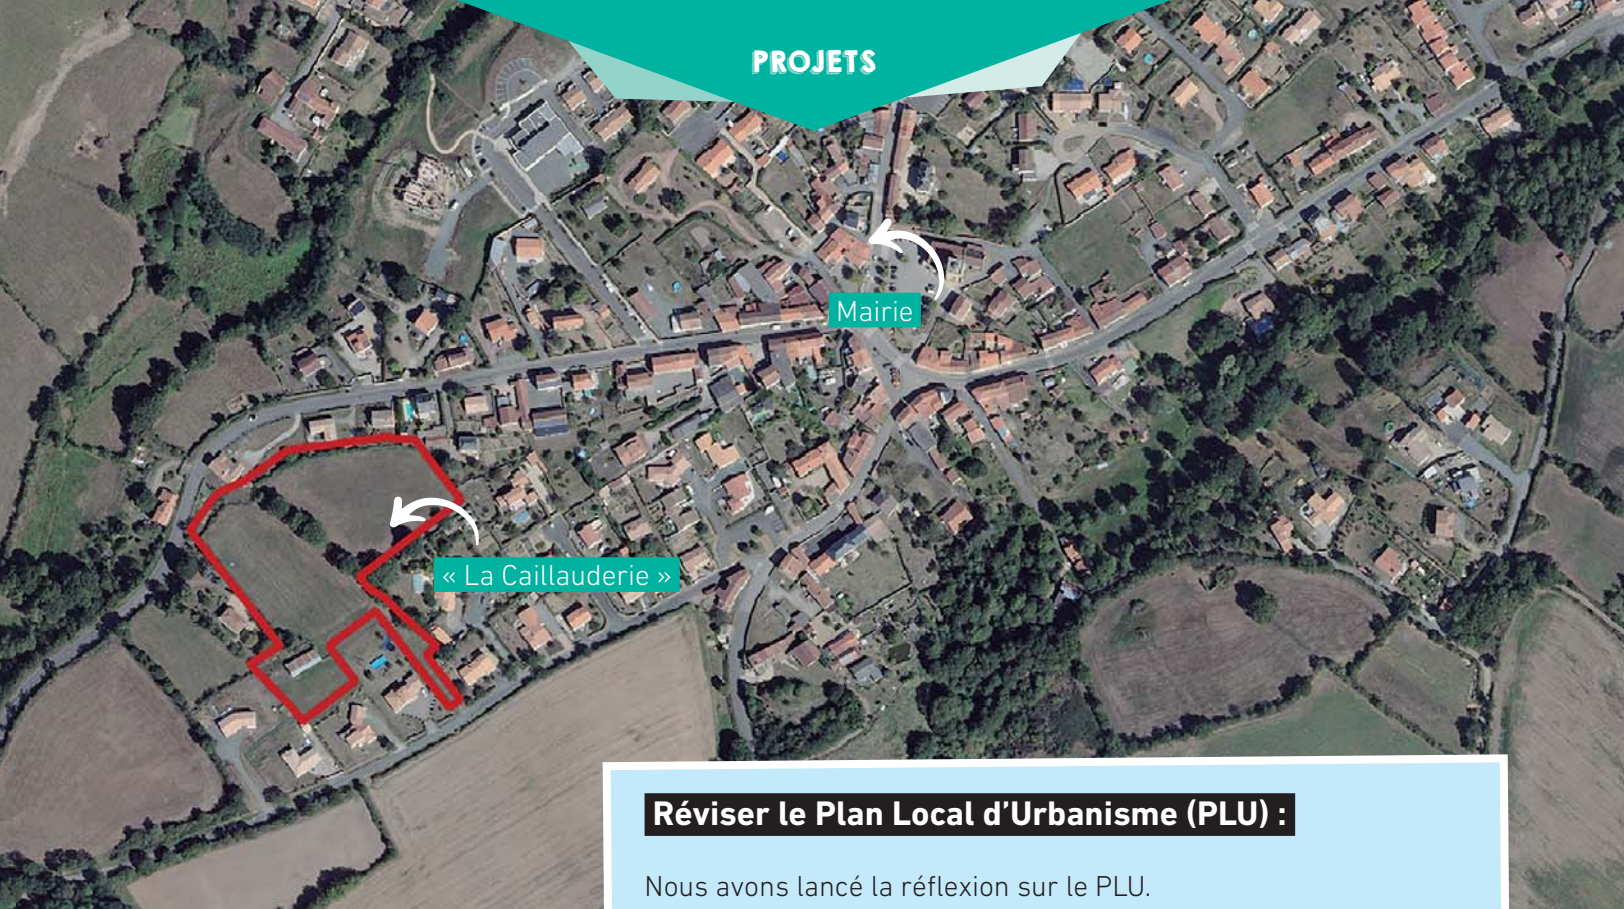 PROJETS
Mairie
« La Caillauderie »
Réviser le Plan Local d’Urbanisme (PLU) :
Nous avons lancé la réflexion sur le PLU.